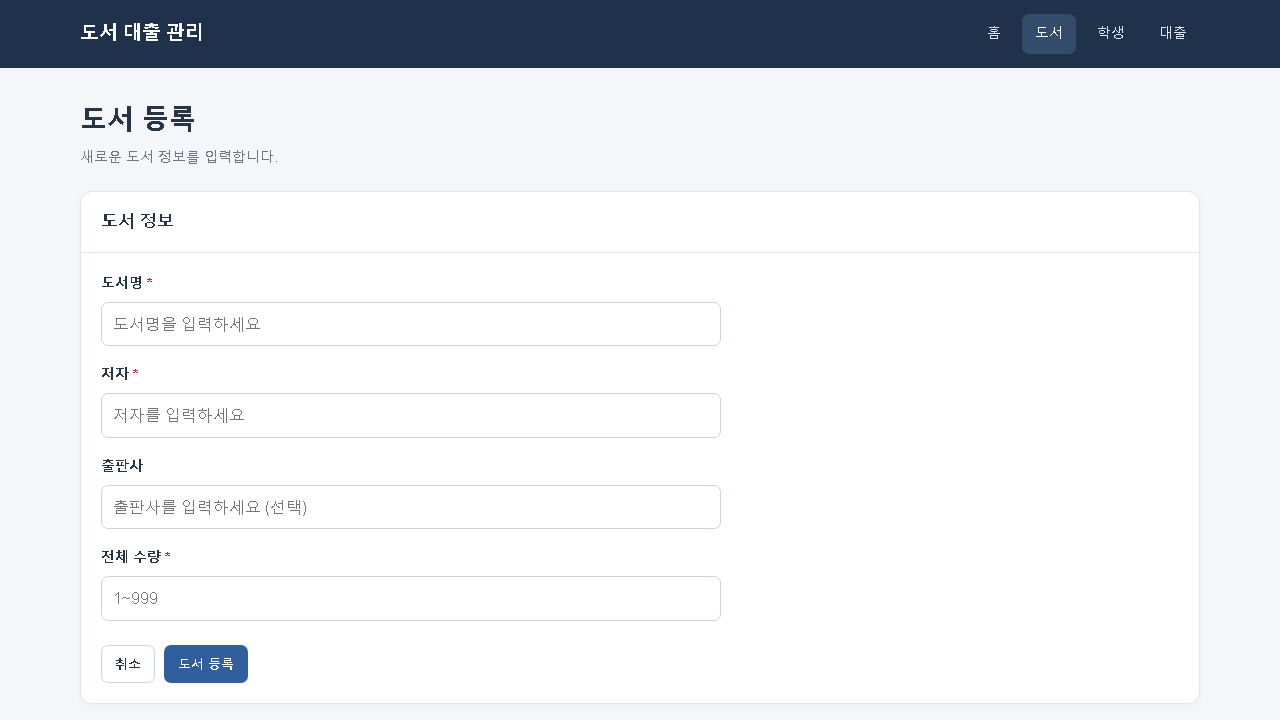 도서 대출 관리
홈 도서 학생 대출
도서 등록
새로운 도서 정보를 입력합니다.
도서 정보
도서명 *
도서명을 입력하세요
저자 *
저자를 입력하세요
출판사
출판사를 입력하세요 (선택)
전체 수량 *
1~999
취소 도서 등록